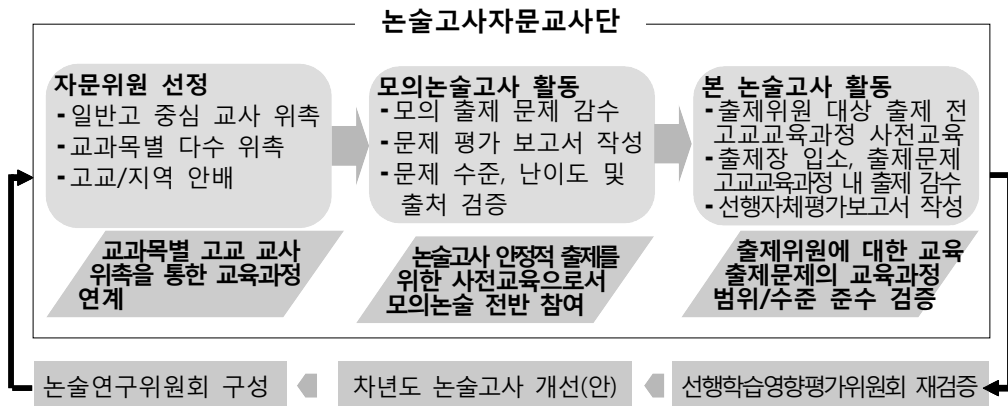 논술고사자문교사단
자문위원 선정
- 일반고 중심 교사 위촉
- 교과목별 다수 위촉
- 고교/지역 안배
교과목별 고교 교사
위촉을 통한 교육과정
연계
모의논술고사 활동
- 모의 출제 문제 감수
- 문제 평가 보고서 작성
- 문제 수준, 난이도 및
출처 검증
논술고사 안정적 출제를
위한 사전교육으로서
모의논술 전반 참여
본 논술고사 활동
- 출제위원 대상 출제 전
고교교육과정 사전교육
- 출제장 입소, 출제문제
고교교육과정 내 출제 감수
- 선행자체평가보고서 작성
출제위원에 대한 교육
출제문제의 교육과정
범위/수준 준수 검증
논술연구위원회 구성
차년도 논술고사 개선(안)
선행학습영향평가위원회 재검증